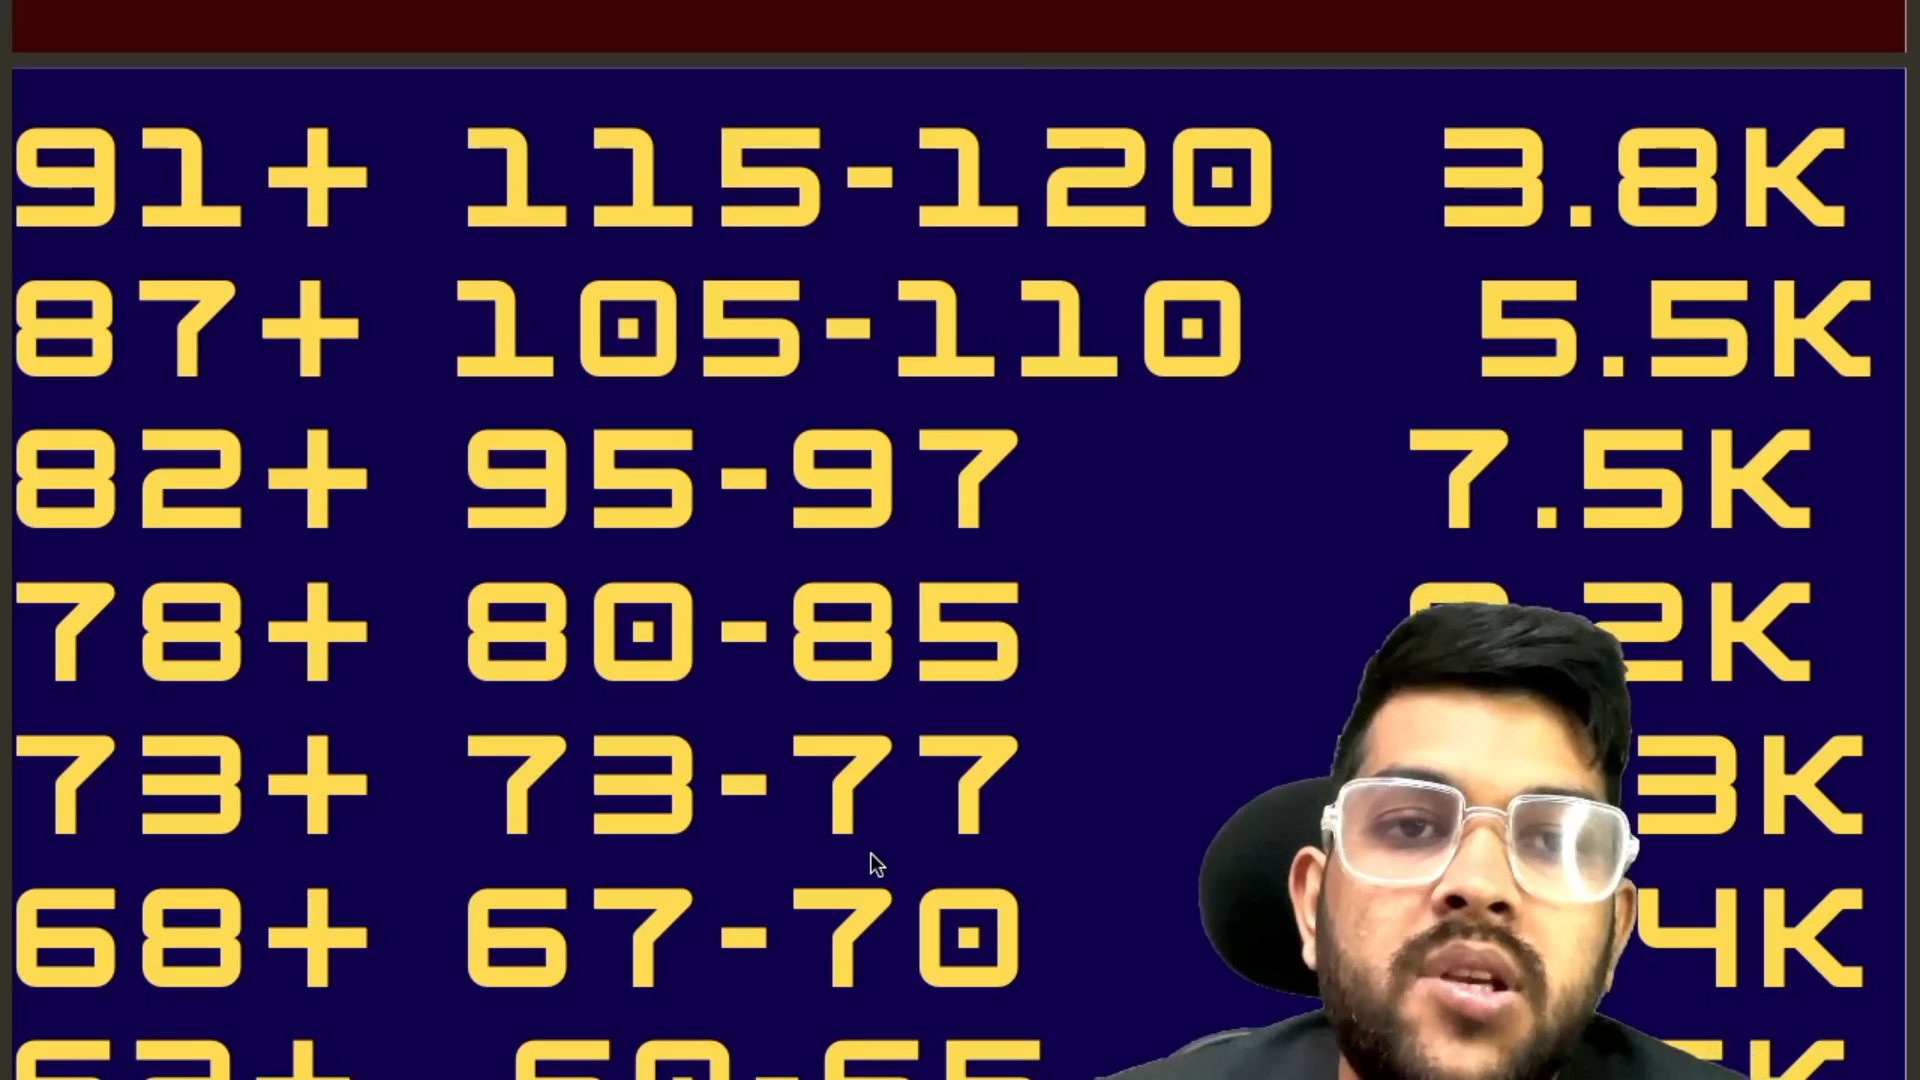 91+ 115-120 3.8K
87+ 105-110 5.5K
82+ 95-97 7.5K
78+ 80-85
73+ 73-77
68+ 67-70